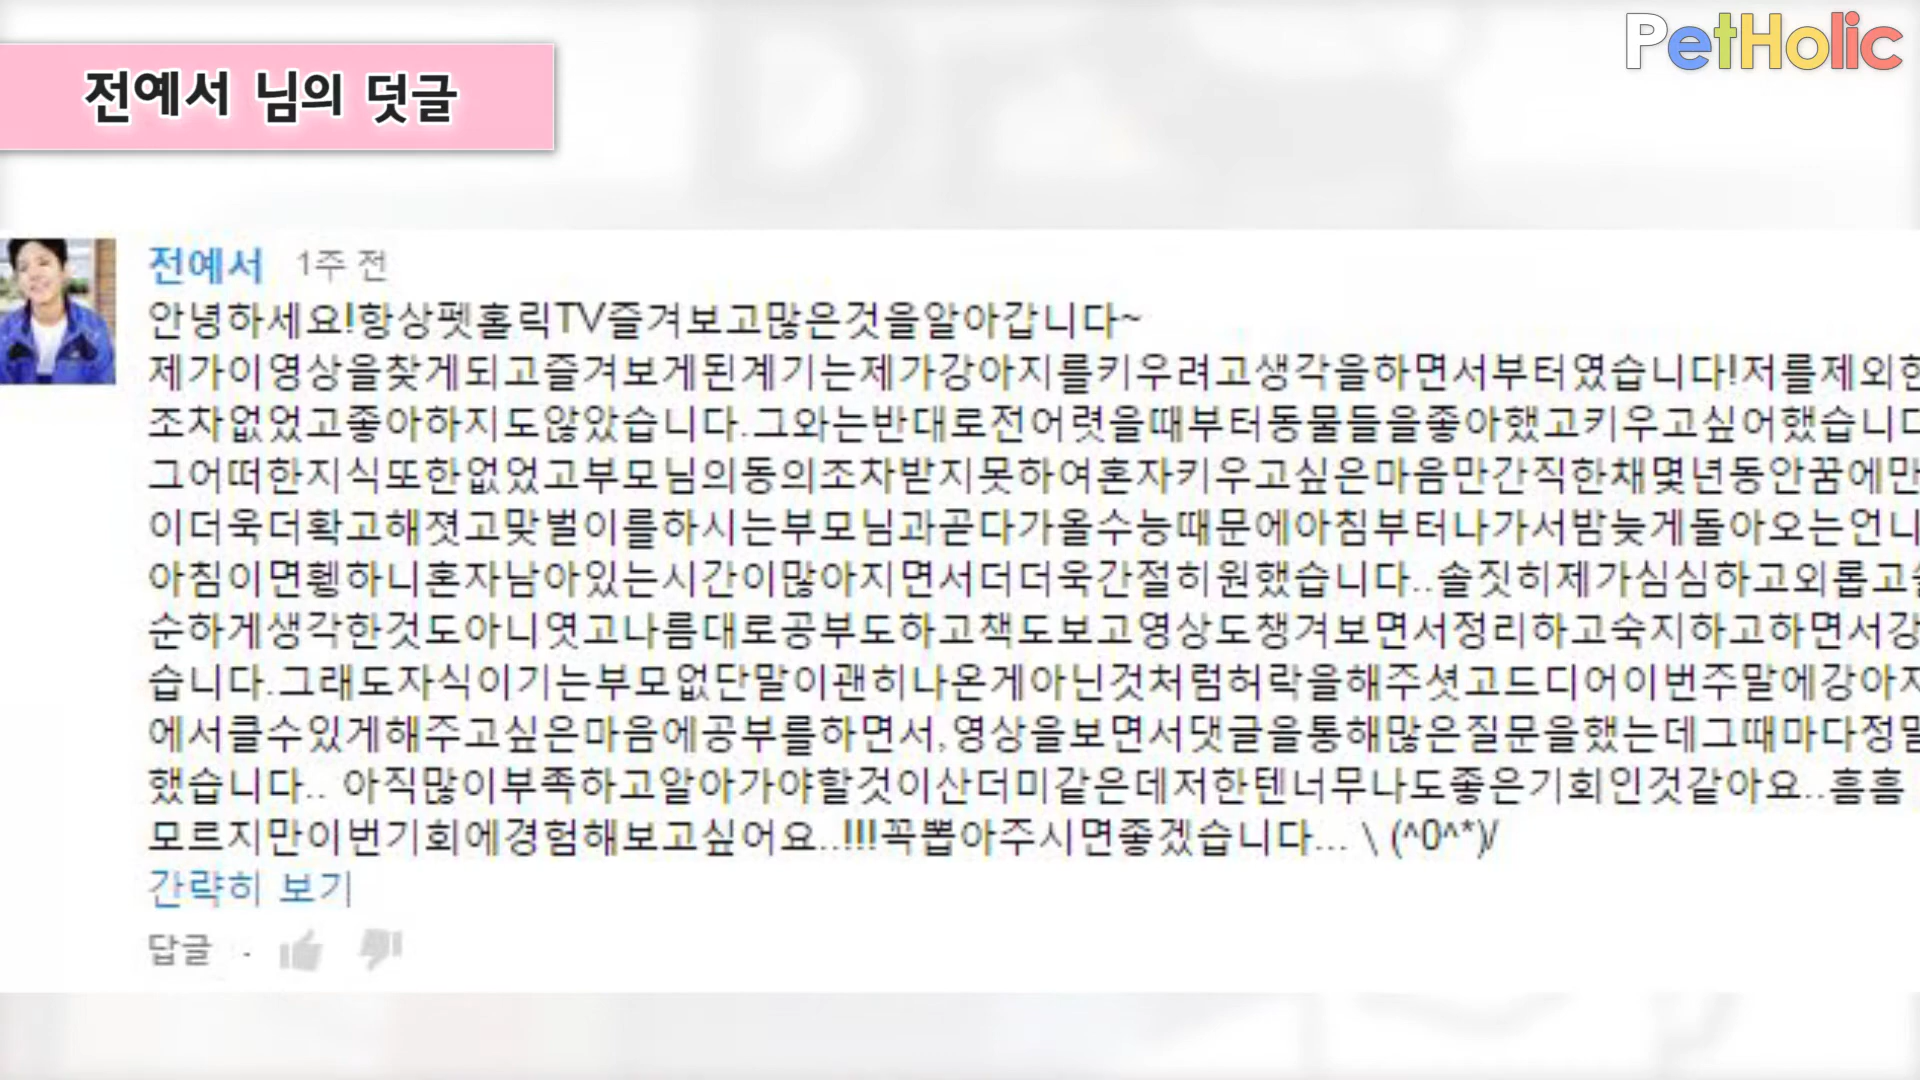 PetHolic
전예서 님의 덧글
전예서 1주 전
안녕하세요!항상펫홀릭TV즐겨보고많은것을알아갑니다~
제가이영상을찾게되고즐겨보게된계기는제가강아지를키우려고생각을하면서부터였습니다!저를제외한
조차없었고좋아하지도않았습니다.그와는반대로전어렷을때부터동물들을좋아했고키우고싶어했습니다
그어떠한지식또한없었고부모님의동의조차받지못하여혼자키우고싶은마음만간직한채몇년동안꿈에만
이더욱더확고해졋고맞벌이를하시는부모님과곧다가올수능때문에아침부터나가서밤늦게돌아오는언니
아침이면휑하니혼자남아있는시간이많아지면서더더욱간절히원했습니다..솔짓히제가심심하고외롭고
순하게생각한것도아니엿고나름대로공부도하고책도보고영상도챙겨보면서정리하고숙지하고하면서강
습니다.그래도자식이기는부모없단말이괜히나온게아닌것처럼허락을해주셧고드디어이번주말에강아지
에서클수있게해주고싶은마음에공부를하면서,영상을보면서댓글을통해많은질문을했는데그때마다정말
했습니다.. 아직많이부족하고알아가야할것이산더미같은데저한텐너무나도좋은기회인것같아요..흠흠
모르지만이번기회에경험해보고싶어요..!!!꼭뽑아주시면좋겠습니다... \ (^0^*)/
간략히 보기
답글 ·